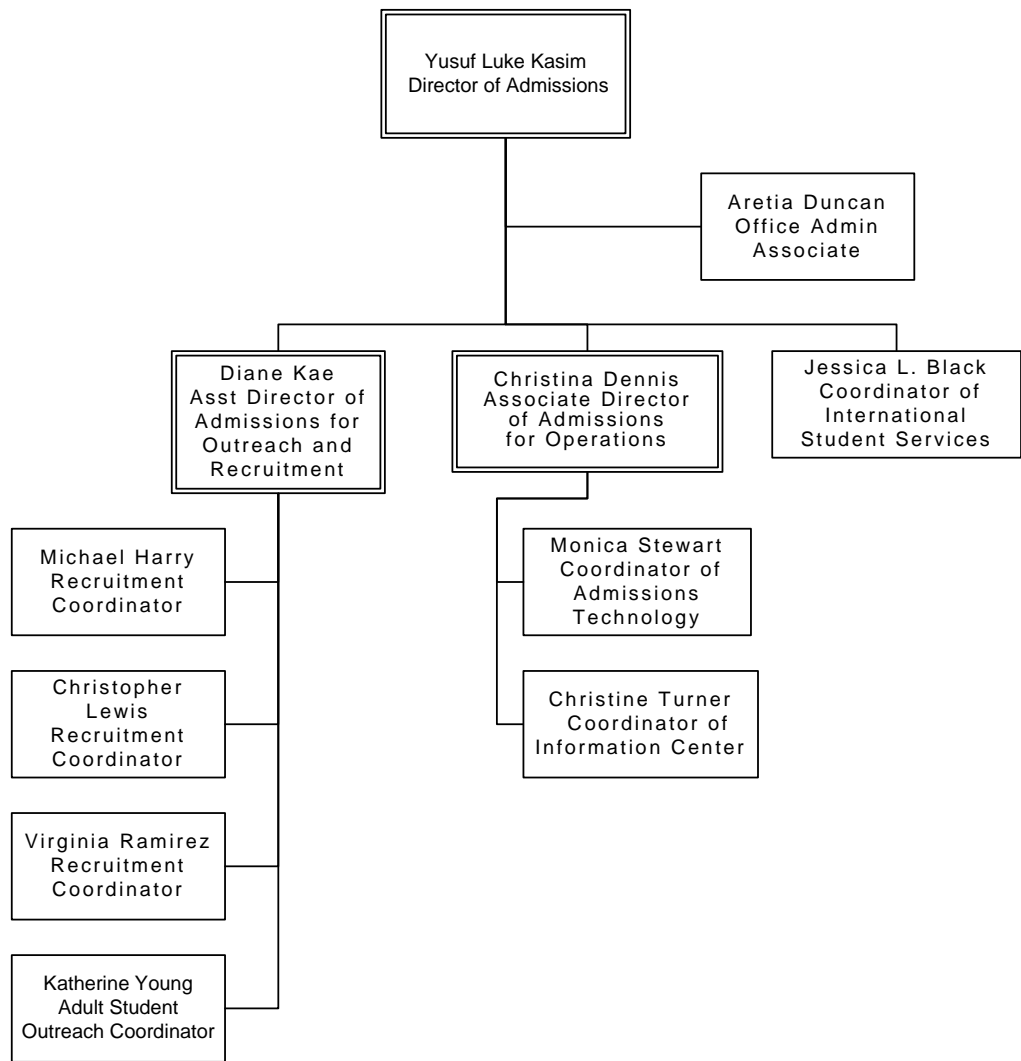 Yusuf Luke Kasim
Director of Admissions
Aretia Duncan
Office Admin
Associate
Diane Kae
Asst Director of
Admissions for
Outreach and
Recruitment
Christina Dennis
Associate Director
of Admissions
for Operations
Jessica L. Black
Coordinator of
International
Student Services
Michael Harry
Recruitment
Coordinator
Christopher
Lewis
Recruitment
Coordinator
Virginia Ramirez
Recruitment
Coordinator
Katherine Young
Adult Student
Outreach Coordinator
Monica Stewart
Coordinator of
Admissions
Technology
Christine Turner
Coordinator of
Information Center